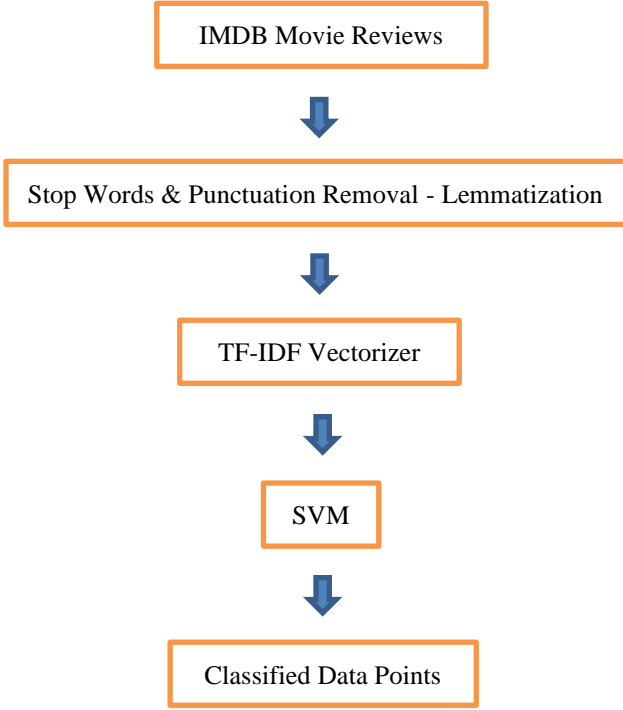 IMDB Movie Reviews
Stop Words & Punctuation Removal - Lemmatization
TF-IDF Vectorizer
SVM
Classified Data Points